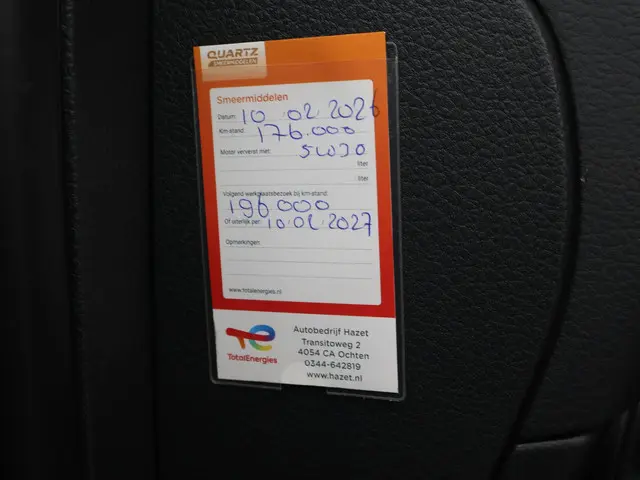 QUARTZ
SMEERMIDDELEN
Smeermiddelen
Datum: 10.02.2026
Km-stand: 176.000
Motor ververst met: 5W30
liter
liter
Volgend werkplaatsbezoek bij km-stand:
196000
Of uiterlijk per: 10.02.2027
Opmerkingen:
www.totalenergies.nl
TotalEnergies
Autobedrijf Hazet
Transitoweg 2
4054 CA Ochten
0344-642819
www.hazet.nl